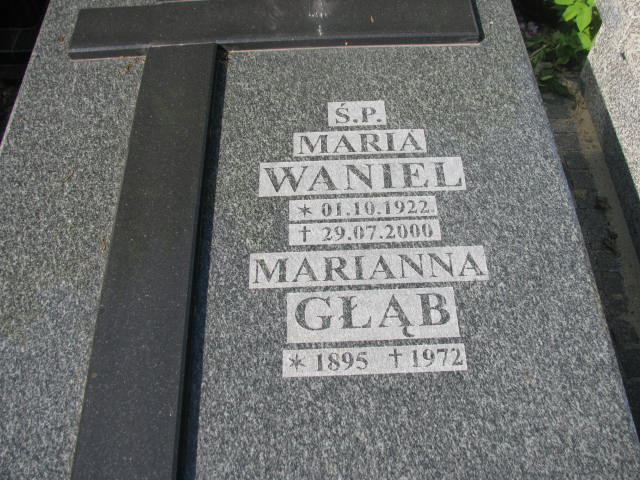 Ś.P.
MARIA
WANIEL
* 01.10.1922
† 29.07.2000
MARIANNA
GŁĄB
* 1895 † 1972